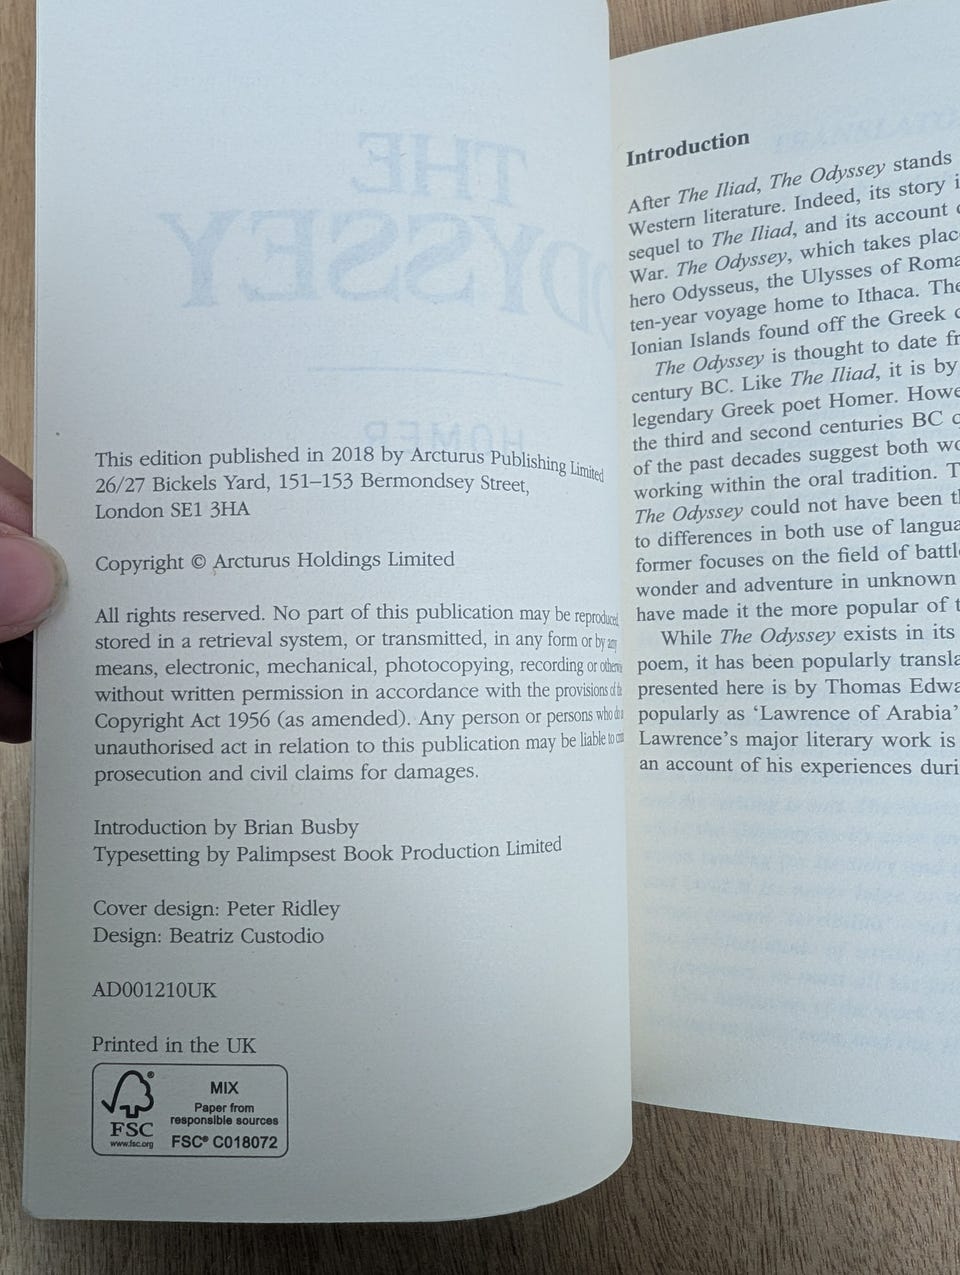 This edition published in 2018 by Arcturus Publishing Limited
26/27 Bickels Yard, 151–153 Bermondsey Street,
London SE1 3HA
Copyright © Arcturus Holdings Limited
All rights reserved. No part of this publication may be reproduced,
stored in a retrieval system, or transmitted, in any form or by any
means, electronic, mechanical, photocopying, recording or
without written permission in accordance with the provisions of the
Copyright Act 1956 (as amended). Any person or persons who do
unauthorised act in relation to this publication may be liable to
prosecution and civil claims for damages.
Introduction by Brian Busby
Typesetting by Palimpsest Book Production Limited
Cover design: Peter Ridley
Design: Beatriz Custodio
AD001210UK
Printed in the UK
FSC
www.fsc.org
MIX
Paper from
responsible sources
FSC® C018072
Introduction
After The Iliad, The Odyssey stands
Western literature. Indeed, its story
sequel to The Iliad, and its account
War. The Odyssey, which takes
hero Odysseus, the Ulysses of
ten-year voyage home to Ithaca. The
Ionian Islands found off the Greek
The Odyssey is thought to date
century BC. Like The Iliad, it is by
legendary Greek poet Homer.
the third and second centuries BC
of the past decades suggest both
working within the oral tradition.
The Odyssey could not have been
to differences in both use of
former focuses on the field of
wonder and adventure in unknown
have made it the more popular of
While The Odyssey exists in its
poem, it has been popularly
presented here is by Thomas
popularly as ‘Lawrence of Arabia’
Lawrence’s major literary work is
an account of his experiences